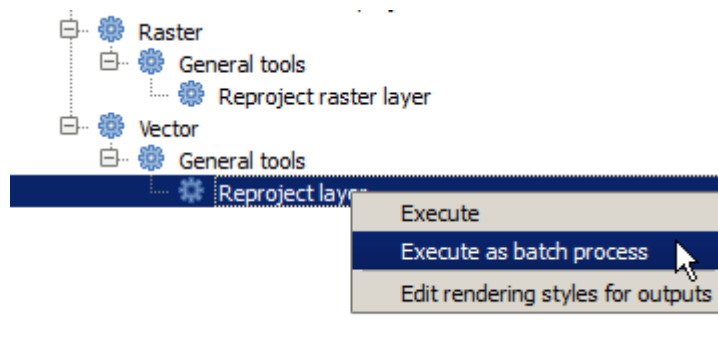 Raster
General tools
Reproject raster layer
Vector
General tools
Reproject layer
Execute
Execute as batch process
Edit rendering styles for outputs